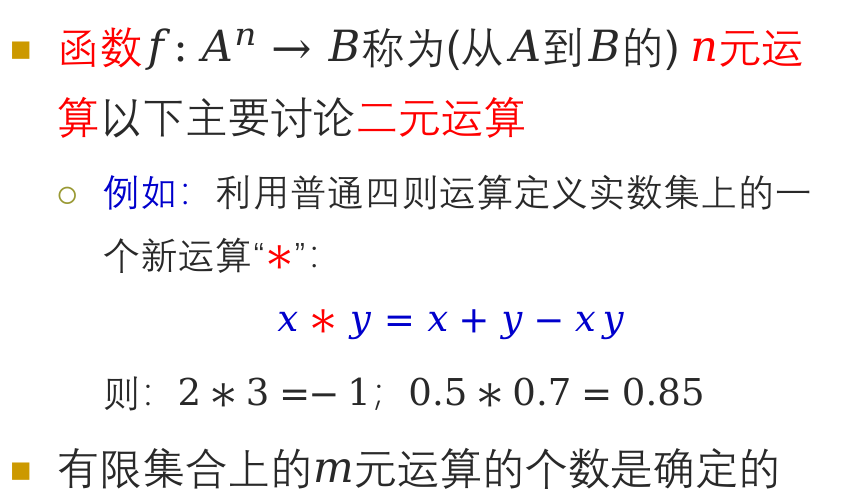 函数𝑓: 𝐴ⁿ → 𝐵称为(从𝐴到𝐵的) 𝑛元运
算以下主要讨论二元运算
例如：利用普通四则运算定义实数集上的一
个新运算“∗”：
𝑥 ∗ 𝑦 = 𝑥 + 𝑦 − 𝑥𝑦
则：2 ∗ 3 =− 1；0.5 ∗ 0.7 = 0.85
有限集合上的𝑚元运算的个数是确定的